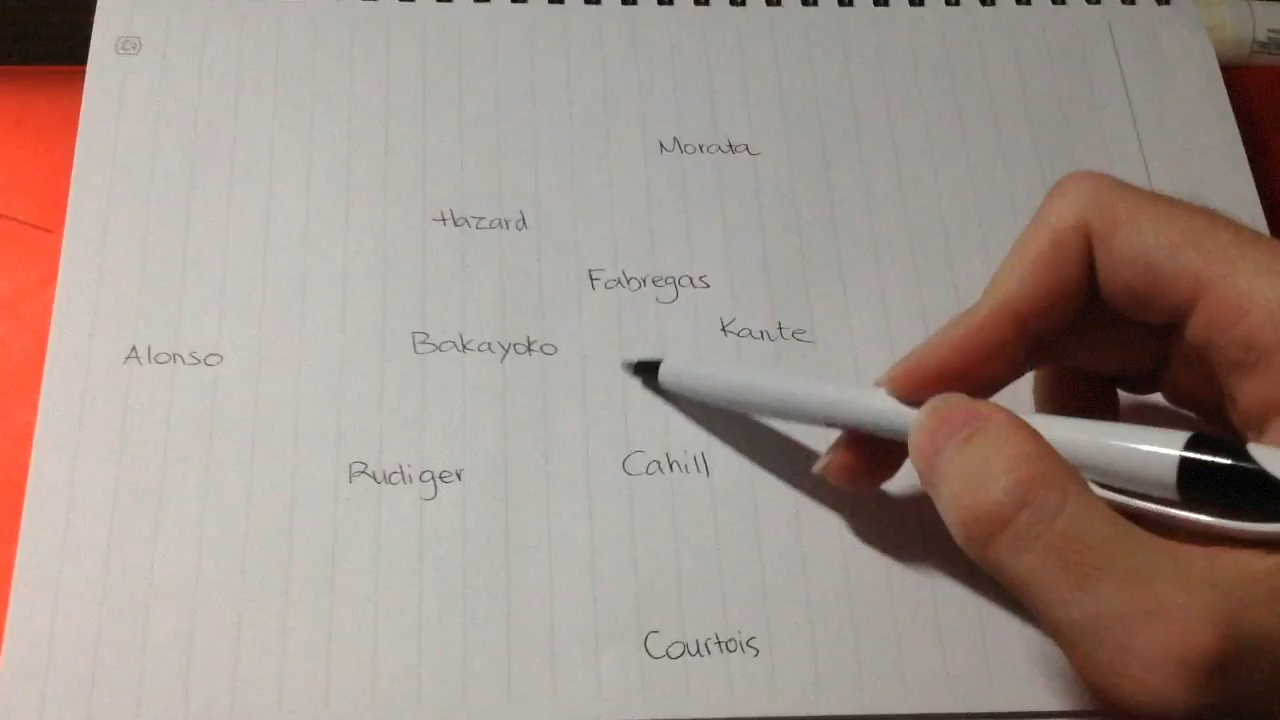 Morata
Hazard
Fabregas
Kante
Bakayoko
Alonso
Cahill
Rudiger
Courtois